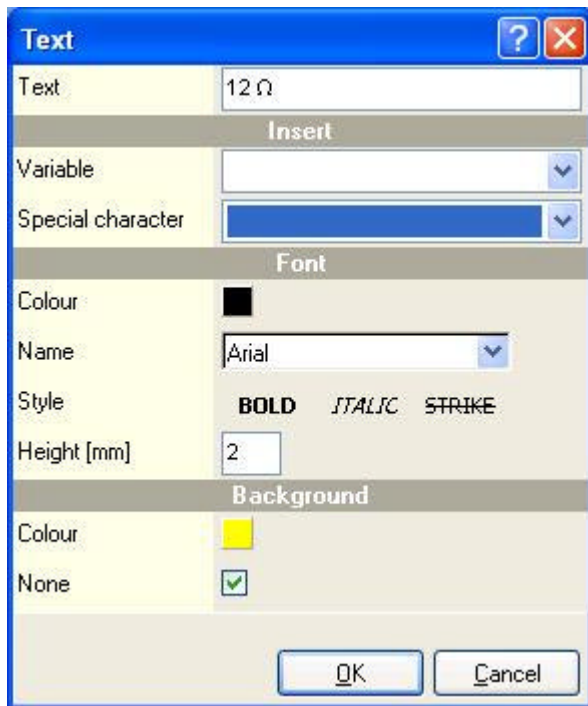 Text
Text 12 Ω
Insert
Variable
Special character
Font
Colour
Name Arial
Style BOLD ITALIC STRIKE
Height [mm] 2
Background
Colour
None
OK Cancel